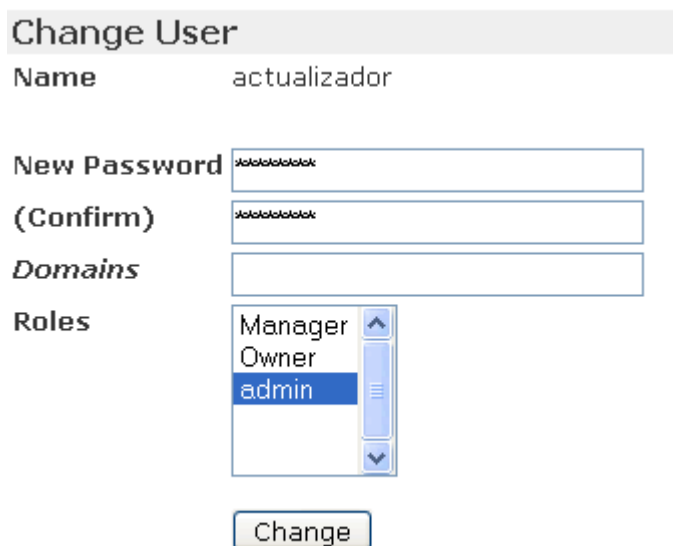 Change User
Name actualizador
New Password *********
(Confirm) *********
Domains
Roles Manager
Owner
admin
Change